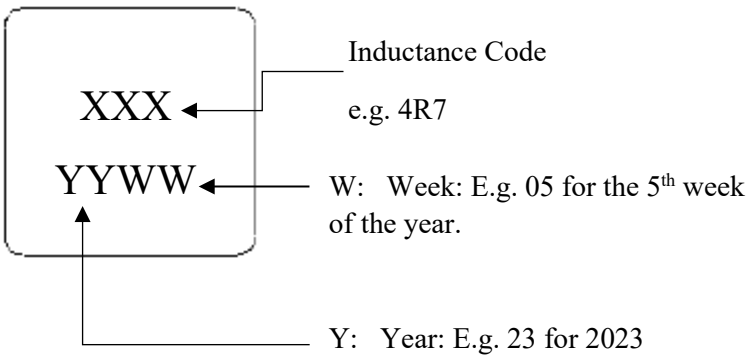 XXX
Inductance Code
e.g. 4R7
YYWW
W: Week: E.g. 05 for the 5th week
of the year.
Y: Year: E.g. 23 for 2023